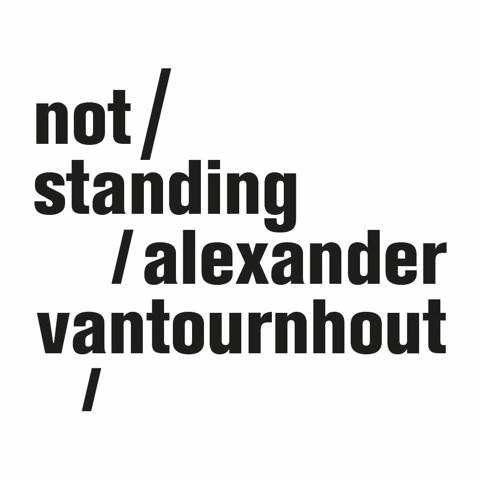 not/
standing
/alexander
vantournhout
/